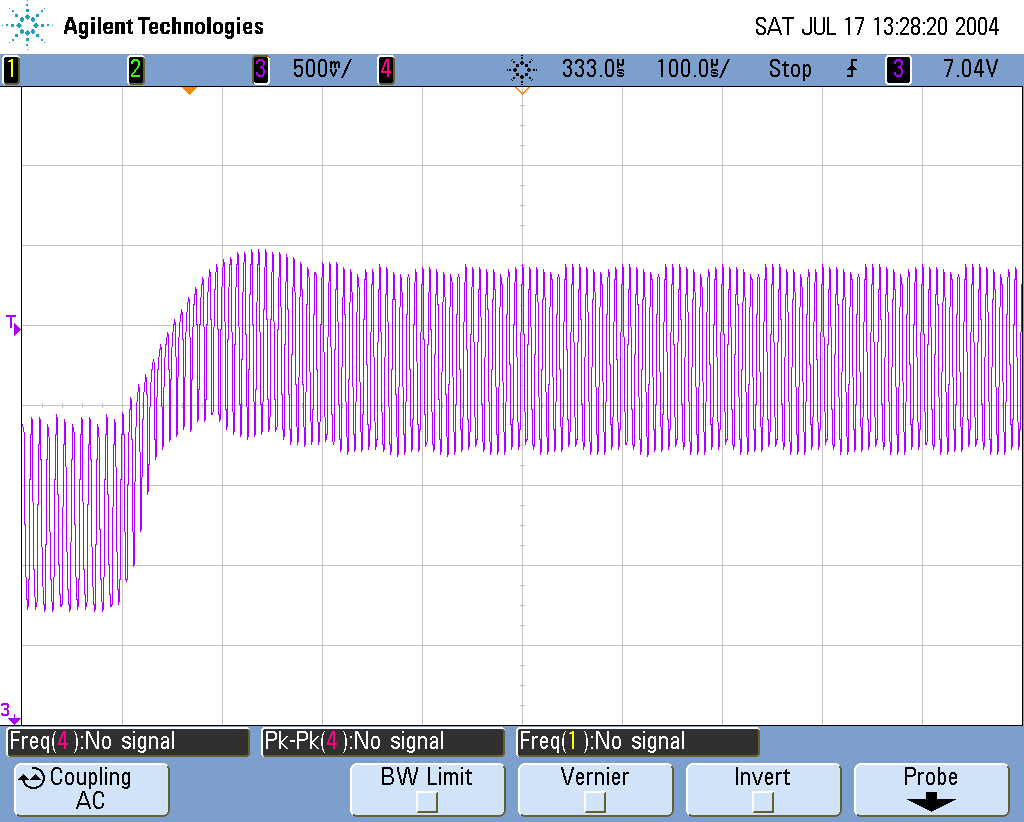 Agilent Technologies SAT JUL 17 13:28:20 2004
1 2 3 500mV/ 4 333.0µs 100.0µs/ Stop 3 7.04V
T
3
Freq(4):No signal Pk-Pk(4):No signal Freq(1):No signal
Coupling BW Limit Vernier Invert Probe
AC